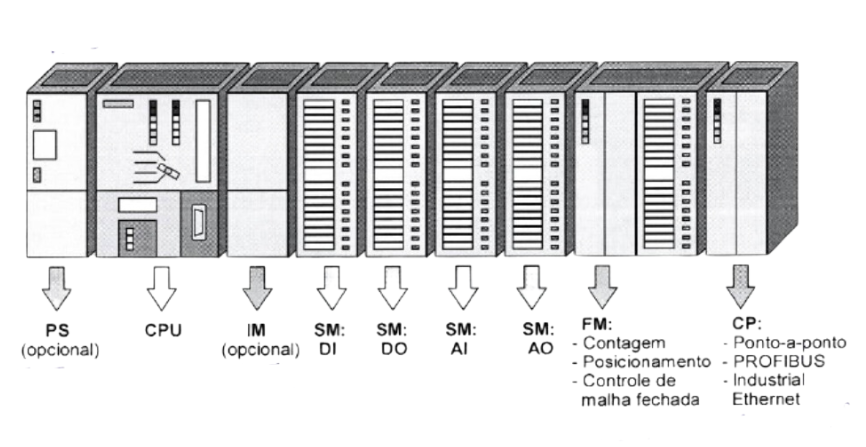 PS
(opcional)
CPU
IM
(opcional)
SM:
DI
SM:
DO
SM:
AI
SM:
AO
FM:
- Contagem
- Posicionamento
- Controle de
malha fechada
CP:
- Ponto-a-ponto
- PROFIBUS
- Industrial
Ethernet